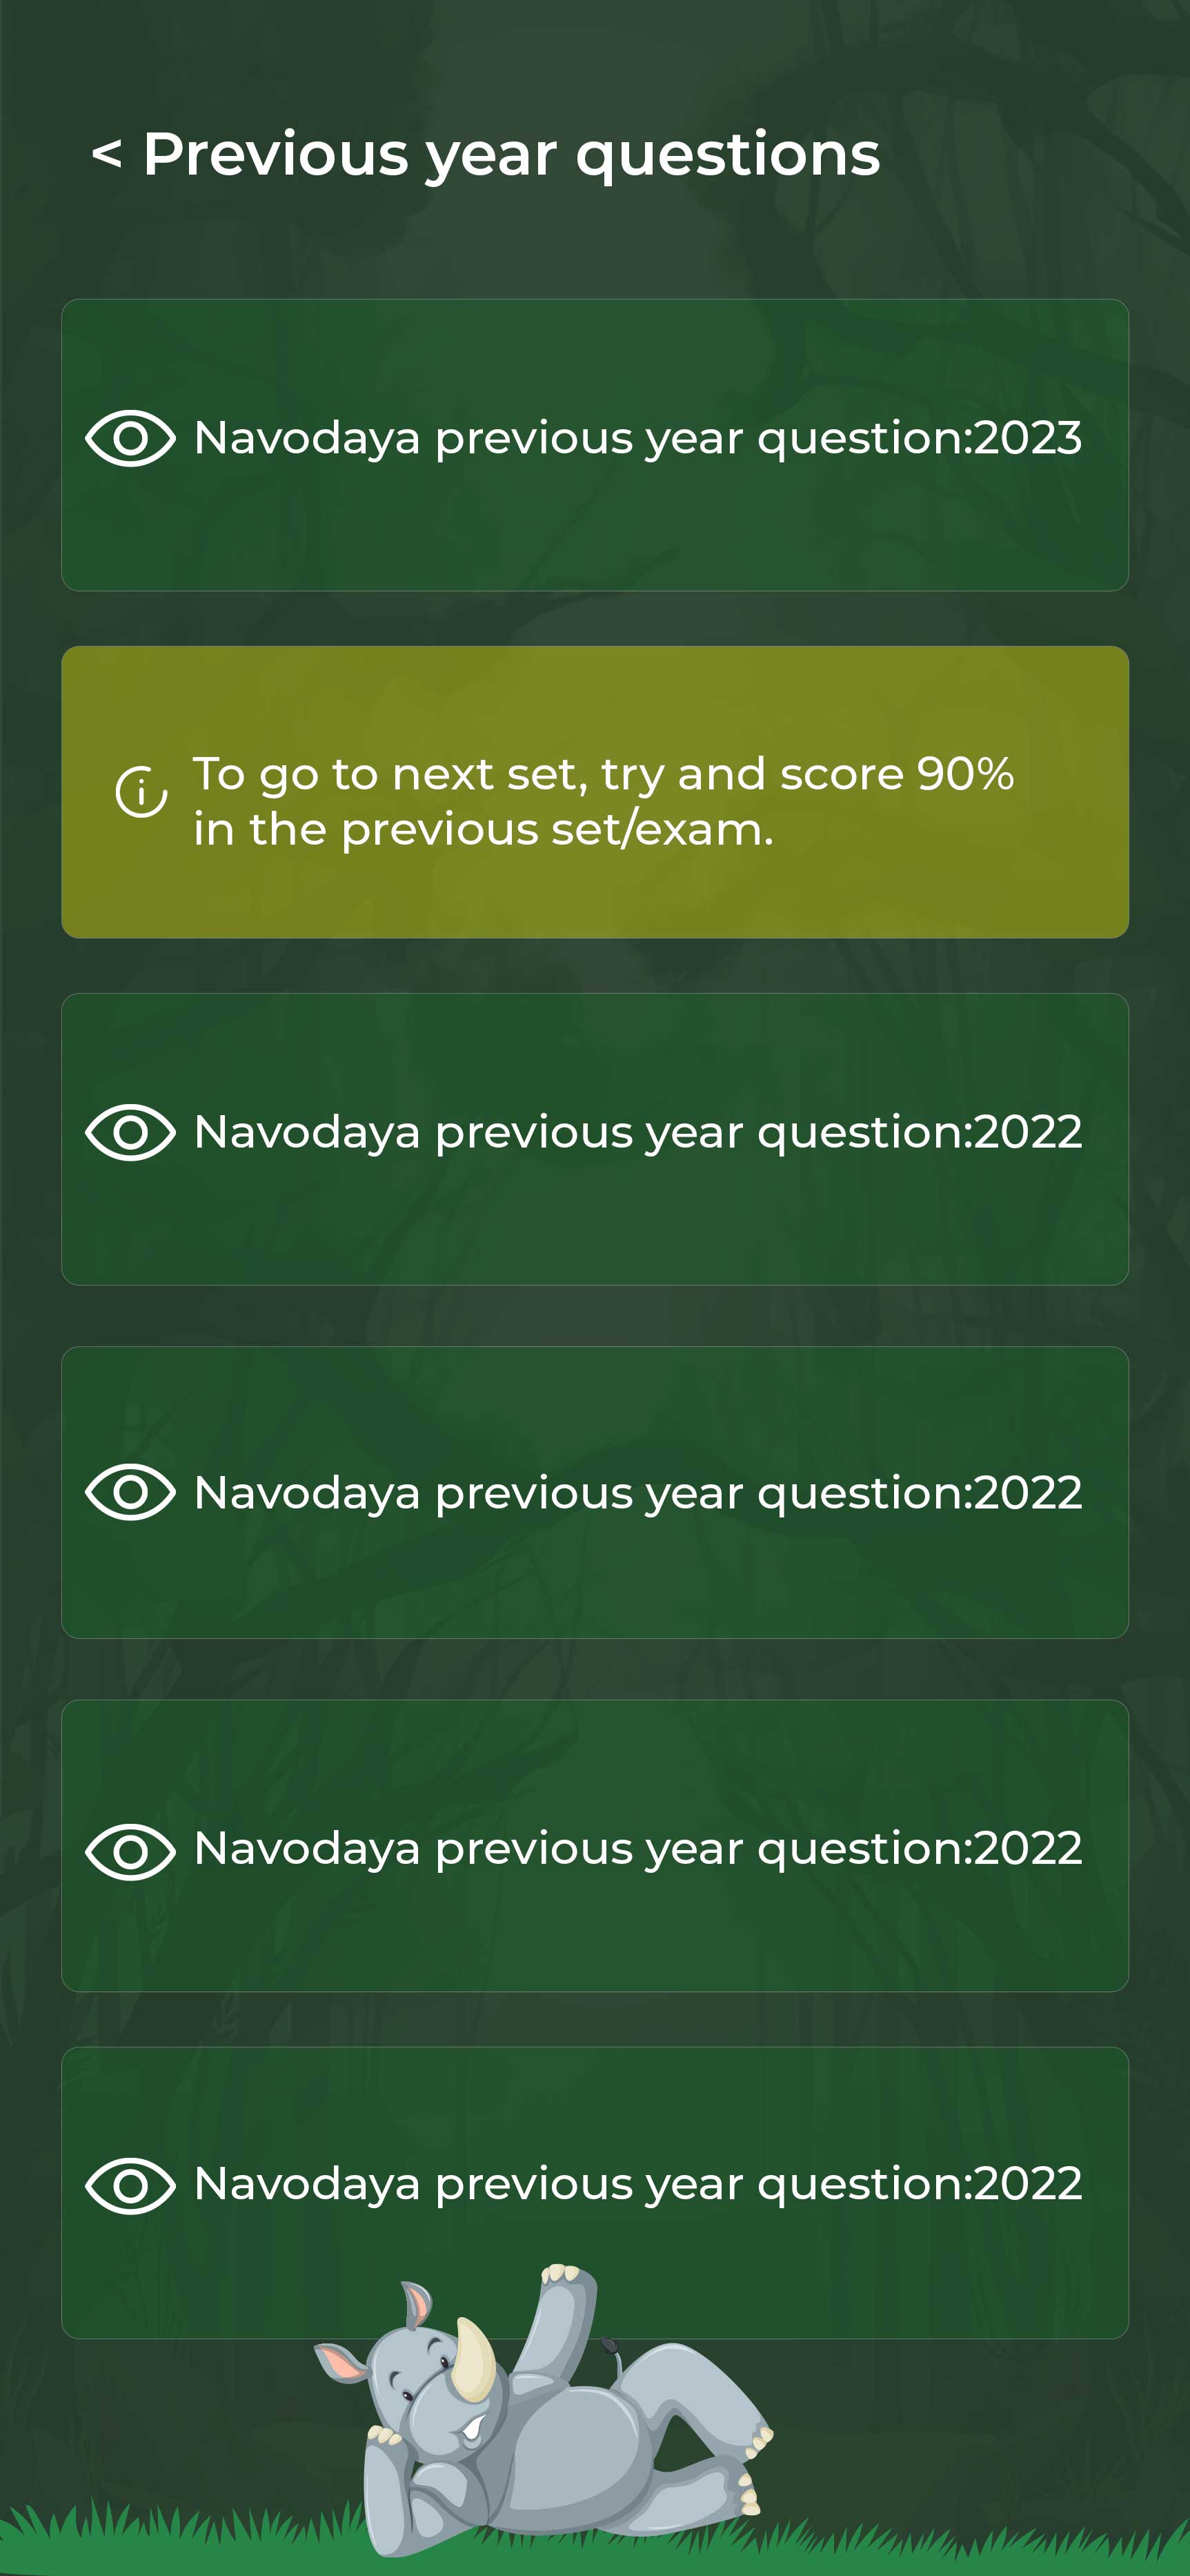 < Previous year questions
Navodaya previous year question:2023
To go to next set, try and score 90%
in the previous set/exam.
Navodaya previous year question:2022
Navodaya previous year question:2022
Navodaya previous year question:2022
Navodaya previous year question:2022